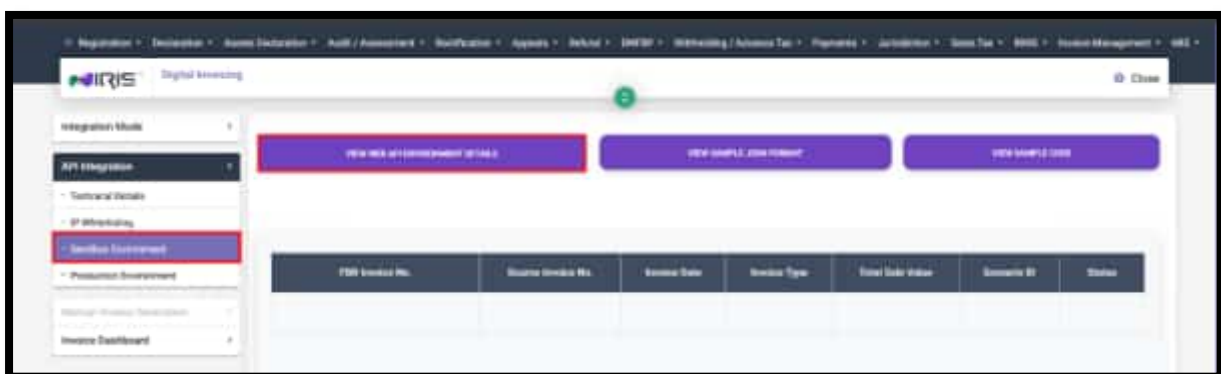 Registration Declaration Assets Declaration Audit / Assessment Rectification Appeals Refund Withholding / Advance Tax Payments Jurisdiction Sales Tax Invoice Management
IRIS Digital Invoicing Close
Integration Mode
VIEW WEB API ENVIRONMENT DETAILS VIEW SAMPLE JSON FORMAT VIEW SAMPLE CODE
API Integration
- Technical Details
- IP Whitelisting
- Sandbox Environment
- Production Environment
FBR Invoice No. Source Invoice No. Invoice Date Invoice Type Total Sale Value Scenario ID Status
Invoice Dashboard